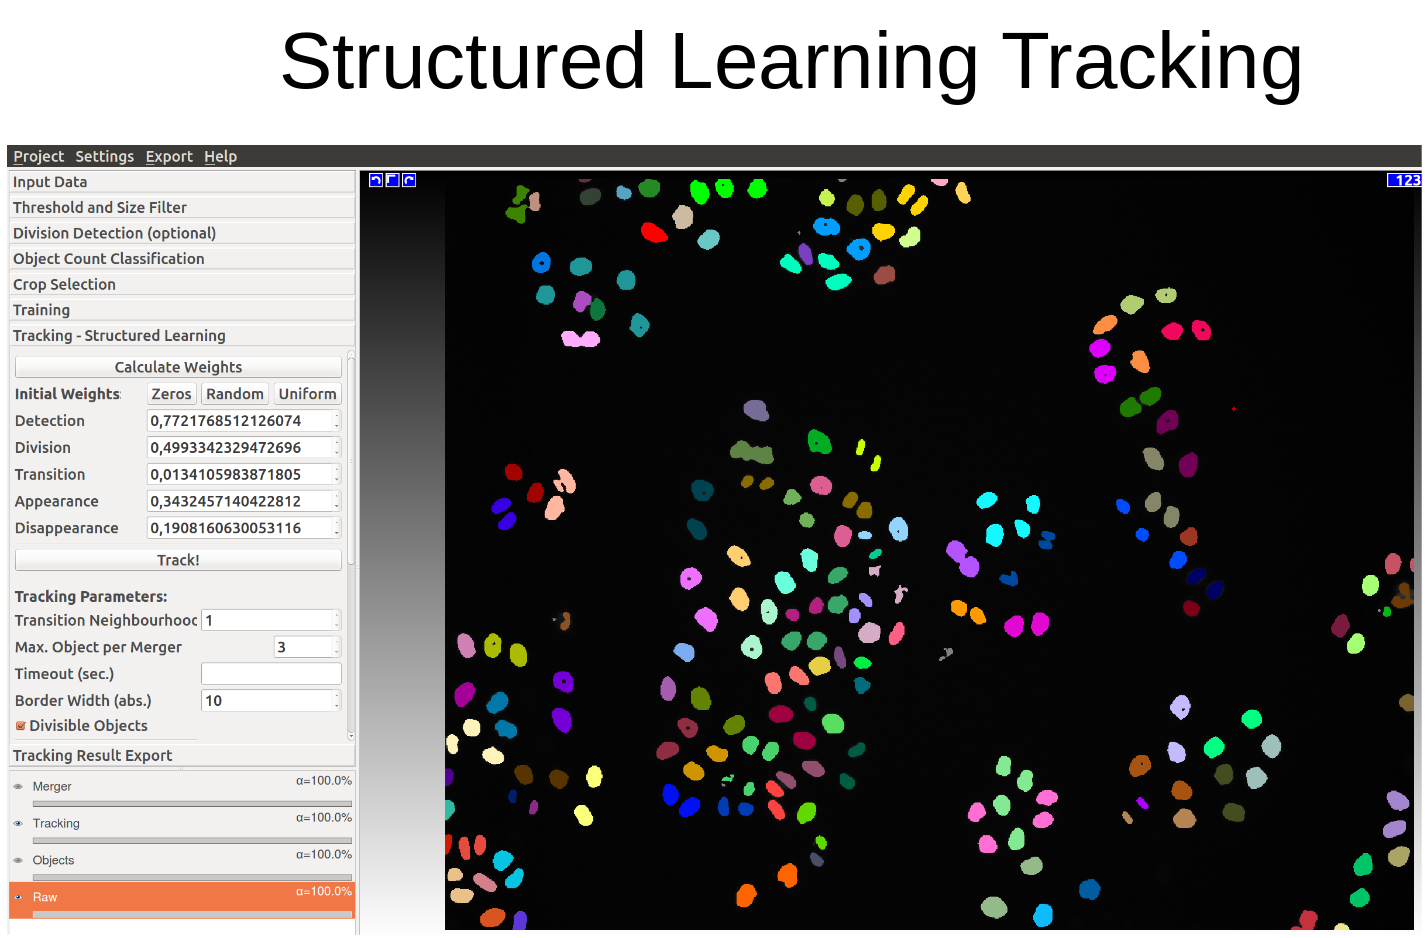 Structured Learning Tracking
Project Settings Export Help
123
Input Data
Threshold and Size Filter
Division Detection (optional)
Object Count Classification
Crop Selection
Training
Tracking - Structured Learning
Calculate Weights
Initial Weights: Zeros Random Uniform
Detection 0,7721768512126074
Division 0,4993342329472696
Transition 0,0134105983871805
Appearance 0,3432457140422812
Disappearance 0,1908160630053116
Track!
Tracking Parameters:
Transition Neighbourhood 1
Max. Object per Merger 3
Timeout (sec.)
Border Width (abs.) 10
Divisible Objects
Tracking Result Export
Merger α=100.0%
Tracking α=100.0%
Objects α=100.0%
Raw α=100.0%